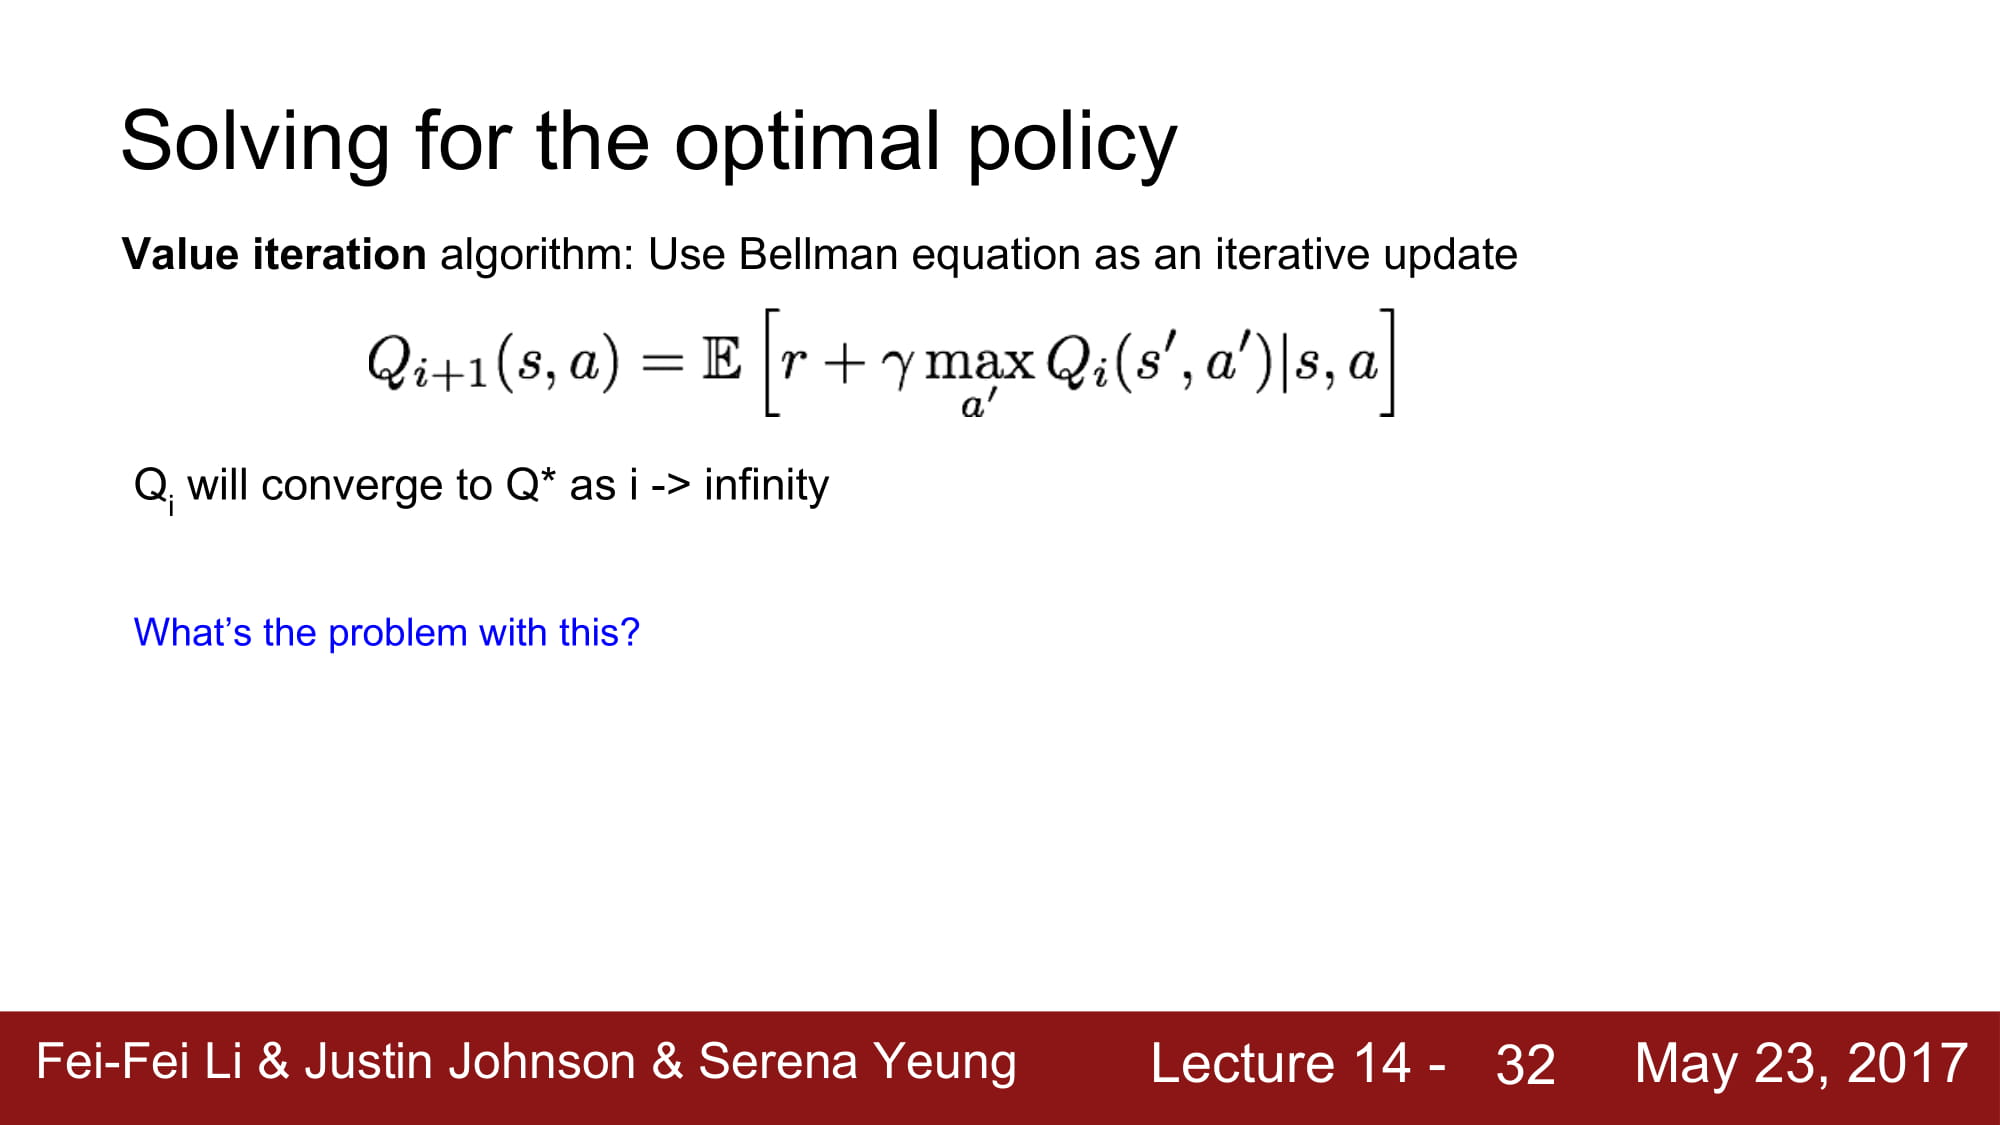 Solving for the optimal policy
Value iteration algorithm: Use Bellman equation as an iterative update
$Q_{i+1}(s, a) = \mathbb{E}\left[r + \gamma \max_{a'} Q_i(s', a') | s, a\right]$
Q_i will converge to Q* as i -> infinity
What’s the problem with this?
Fei-Fei Li & Justin Johnson & Serena Yeung Lecture 14 - 32 May 23, 2017